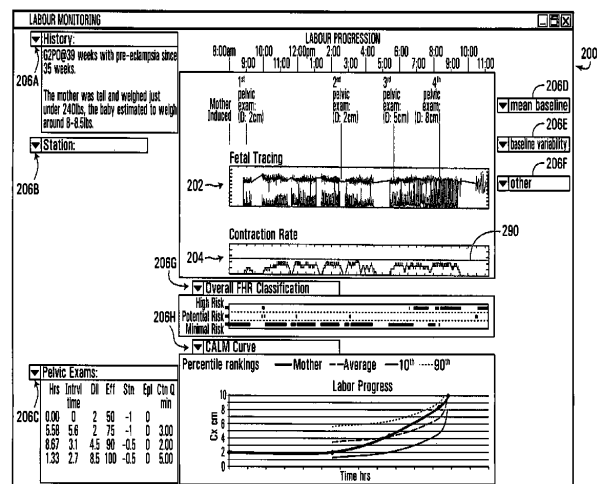 LABOUR MONITORING
200
206A
History:
G2P0@39 weeks with pre-eclampsia since
35 weeks.
The mother was tall and weighed just
under 240lbs, the baby estimated to weigh
around 8-8.5lbs.
206B
Station:
LABOUR PROGRESSION
8:00am 10:00 12:00pm 2:00 4:00 6:00 8:00 10:00
9:00 11:00 1:00 3:00 5:00 7:00 9:00 11:00
Mother
Induced
1st
pelvic
exam:
(D: 2cm)
2nd
pelvic
exam:
(D: 2cm)
3rd
pelvic
exam:
(D: 5cm)
4th
pelvic
exam:
(D: 8cm)
206D
mean baseline
206E
baseline variability
206F
other
Fetal Tracing
202
Contraction Rate
204
290
206G
Overall FHR Classification
High Risk
Potential Risk
Minimal Risk
206H
CALM Curve
Percentile rankings Mother Average 10th 90th
Labor Progress
Cx cm
10
8
6
4
2
0
Time hrs
206C
Pelvic Exams:
Hrs Intrvl Dil Eff Stn Epl Ctn Q
time min
0.00 0 2 50 -1 0
5.58 5.6 2 75 -1 0 3.00
8.67 3.1 4.5 90 -0.5 0 2.00
1.33 2.7 8.5 100 -0.5 0 5.00